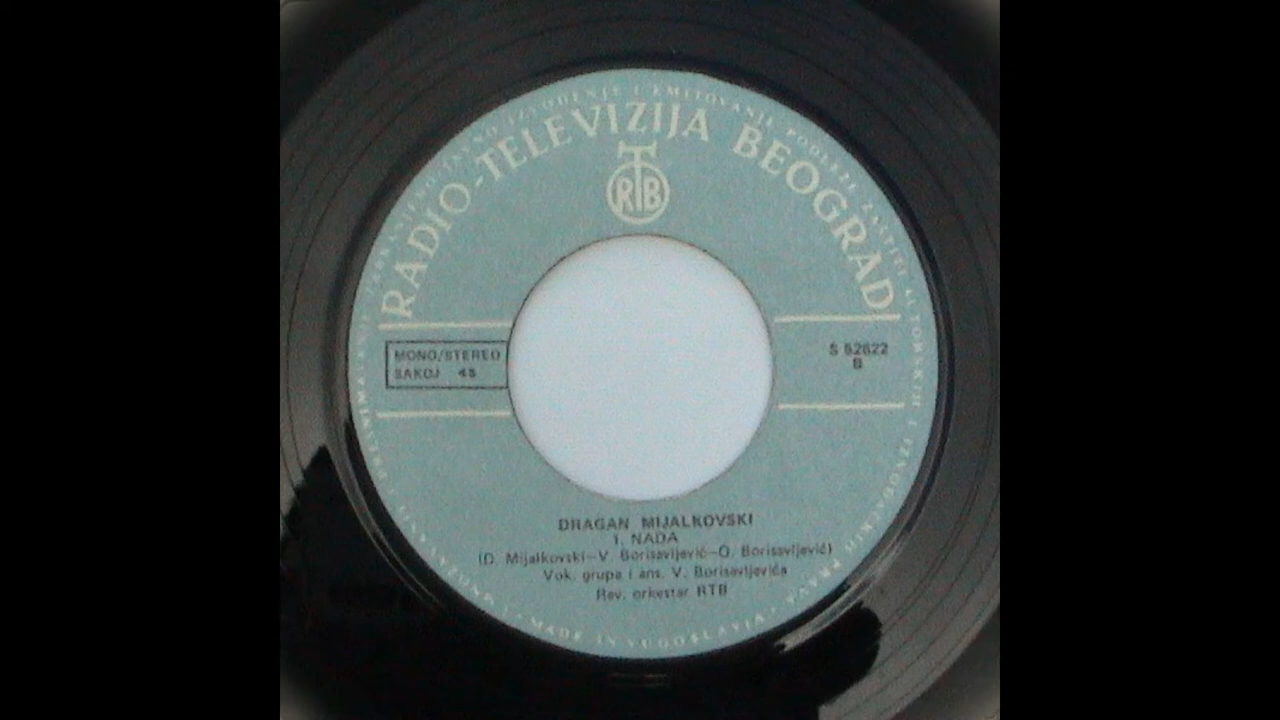 RADIO-TELEVIZIJA BEOGRAD
RTB
MONO/STEREO
SAKOJ 45
S 52622
B
DRAGAN MIJALKOVSKI
1. NADA
(D. Mijalkovski–V. Borisavljević–O. Borisavljević)
Vok. grupa i ans. V. Borisavljevića
Rev. orkestar RTB
MADE IN YUGOSLAVIA